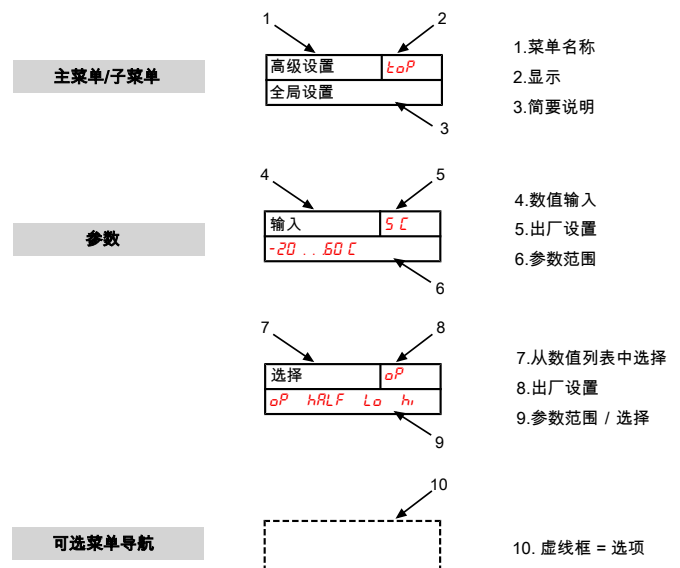 1
2
主菜单/子菜单
高级设置 toP
全局设置
3
1.菜单名称
2.显示
3.简要说明
4
5
参数
输入 5 C
-20 . . .60 C
6
4.数值输入
5.出厂设置
6.参数范围
7
8
选择 oP
oP hALF Lo hi
9
7.从数值列表中选择
8.出厂设置
9.参数范围 / 选择
10
可选菜单导航
10. 虚线框 = 选项